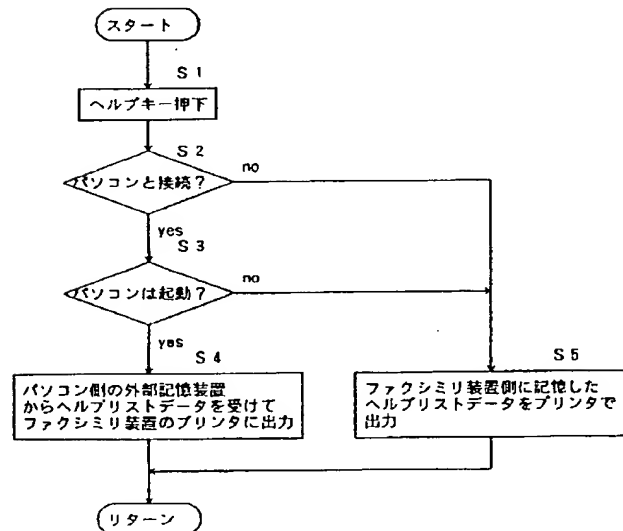 スタート
S1
ヘルプキー押下
S2
パソコンと接続?
no
yes
S3
パソコンは起動?
no
yes
S4
パソコン側の外部記憶装置
からヘルプリストデータを受けて
ファクシミリ装置のプリンタに出力
S5
ファクシミリ装置側に記憶した
ヘルプリストデータをプリンタで
出力
リターン